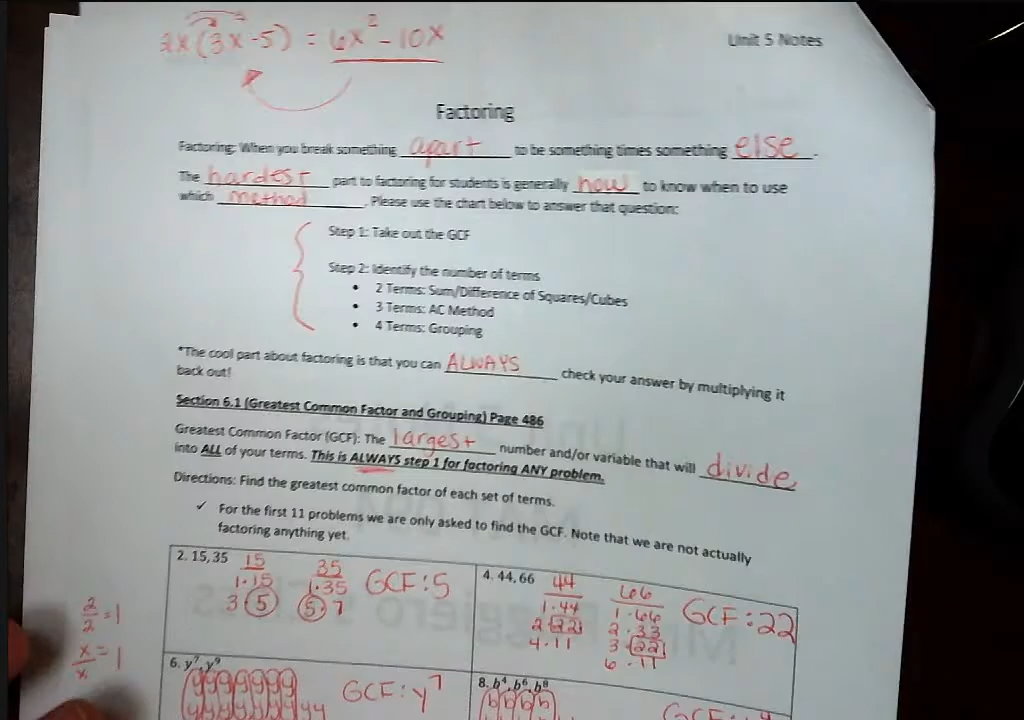 2x(3x-5) = 6x² - 10x
Unit 5 Notes
Factoring
Factoring: When you break something apart to be something times something else.
The hardest part to factoring for students is generally how to know when to use
which method. Please use the chart below to answer that question:
Step 1: Take out the GCF
Step 2: Identify the number of terms
• 2 Terms: Sum/Difference of Squares/Cubes
• 3 Terms: AC Method
• 4 Terms: Grouping
*The cool part about factoring is that you can ALWAYS check your answer by multiplying it
back out!
Section 6.1 (Greatest Common Factor and Grouping) Page 486
Greatest Common Factor (GCF): The largest number and/or variable that will divide
into ALL of your terms. This is ALWAYS step 1 for factoring ANY problem.
Directions: Find the greatest common factor of each set of terms.
✓ For the first 11 problems we are only asked to find the GCF. Note that we are not actually
factoring anything yet.
2. 15, 35 15 35 GCF: 5
1·15 1·35
3 5 5 7
4. 44, 66 44 66 GCF: 22
1·44 1·66
2 22 2·33
4·11 3 22
6·11
2/2 = 1
x/x = 1
6. y⁷, y⁹
yyyyyyy GCF: y⁷
yyyyyyyyy
8. b⁴, b⁶, b⁸
bbbb GCF: